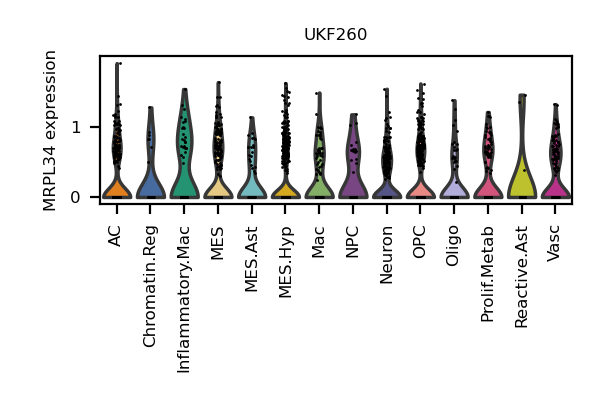 UKF260
MRPL34 expression
1
0
AC
Chromatin.Reg
Inflammatory.Mac
MES
MES.Ast
MES.Hyp
Mac
NPC
Neuron
OPC
Oligo
Prolif.Metab
Reactive.Ast
Vasc